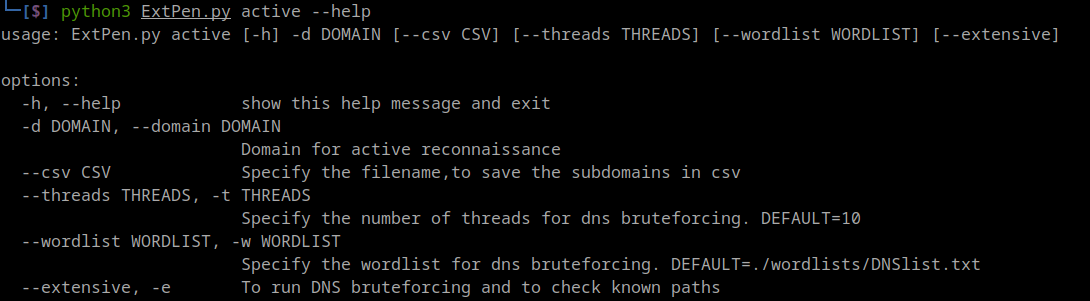 └─[$] python3 ExtPen.py active --help
usage: ExtPen.py active [-h] -d DOMAIN [--csv CSV] [--threads THREADS] [--wordlist WORDLIST] [--extensive]
options:
-h, --help show this help message and exit
-d DOMAIN, --domain DOMAIN
Domain for active reconnaissance
--csv CSV Specify the filename,to save the subdomains in csv
--threads THREADS, -t THREADS
Specify the number of threads for dns bruteforcing. DEFAULT=10
--wordlist WORDLIST, -w WORDLIST
Specify the wordlist for dns bruteforcing. DEFAULT=./wordlists/DNSlist.txt
--extensive, -e To run DNS bruteforcing and to check known paths